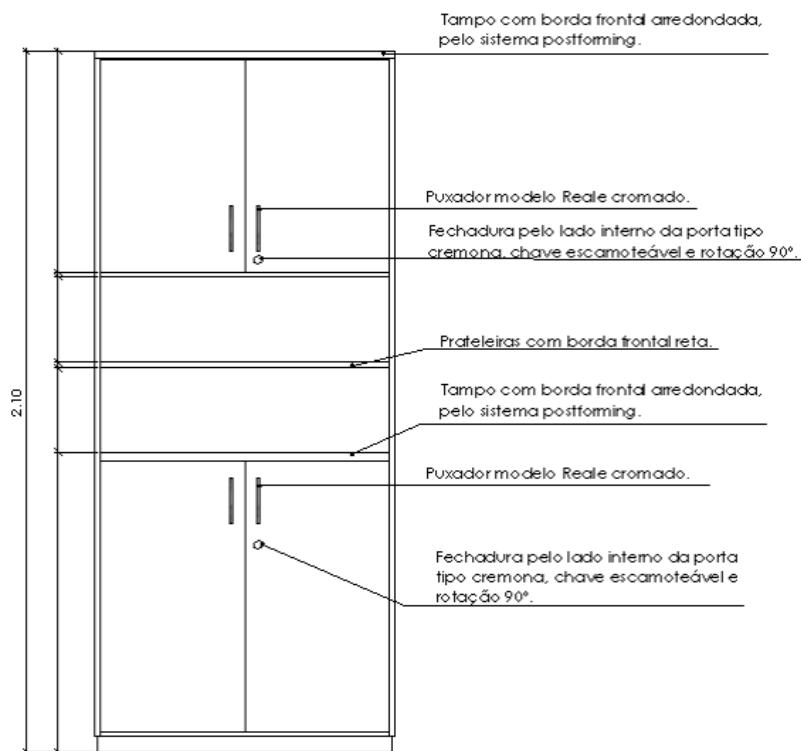 Tampo com borda frontal arredondada,
pelo sistema postforming.
Puxador modelo Reale cromado.
Fechadura pelo lado interno da porta tipo
cremona, chave escamoteável e rotação 90°.
Prateleiras com borda frontal reta.
Tampo com borda frontal arredondada,
pelo sistema postforming.
2.10
Puxador modelo Reale cromado.
Fechadura pelo lado interno da porta
tipo cremona, chave escamoteável e
rotação 90°.